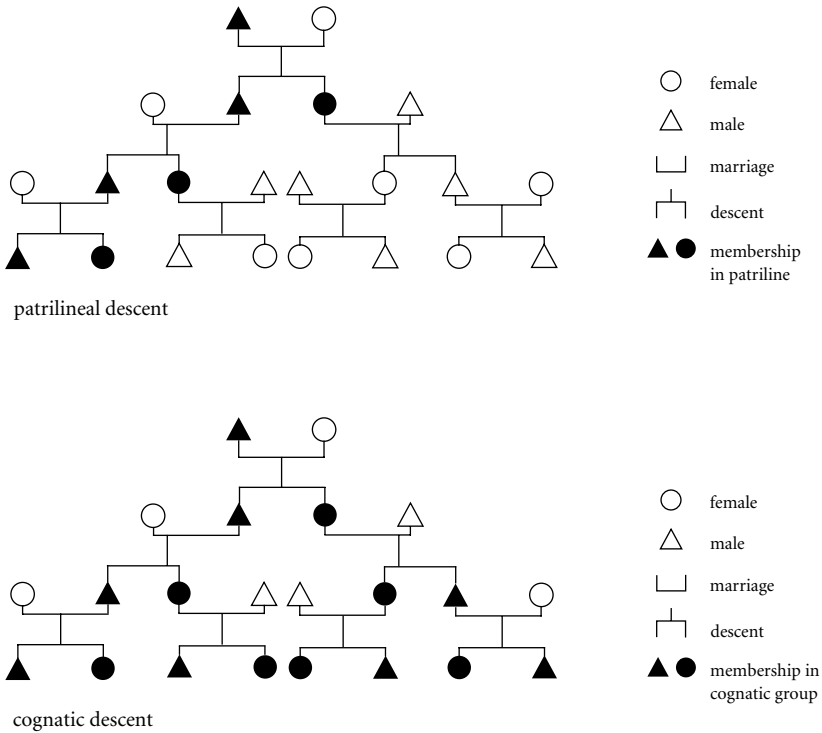 female
male
marriage
descent
membership
in patriline
patrilineal descent
female
male
marriage
descent
membership in
cognatic group
cognatic descent